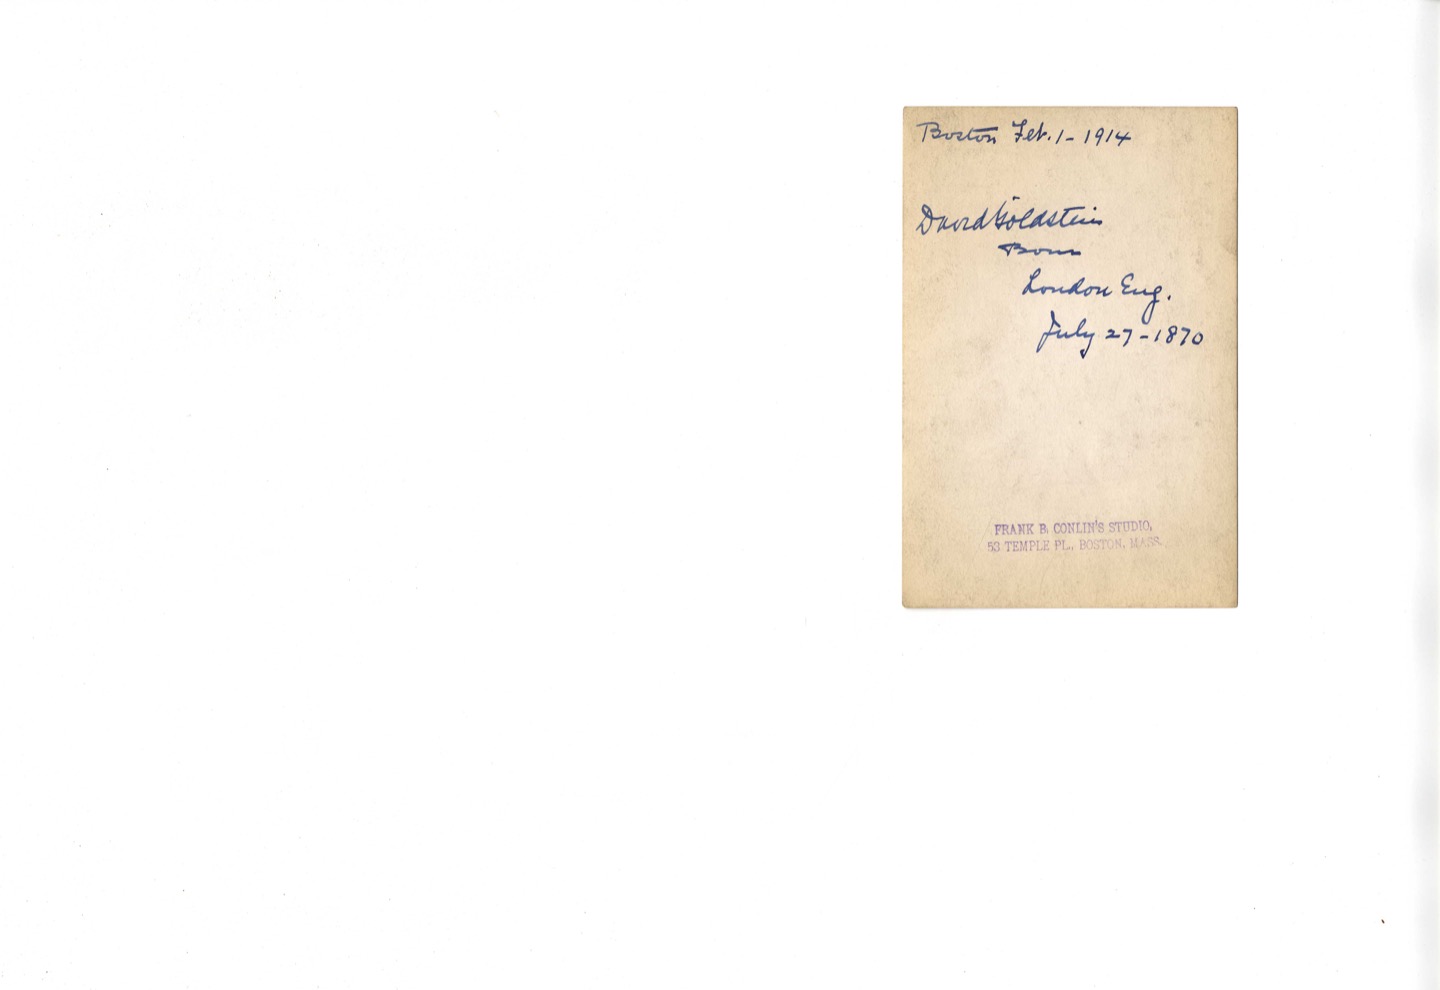 Boston Feb. 1 - 1914
David Goldstein
Born
London Eng.
July 27 - 1870
FRANK B. CONLIN'S STUDIO,
53 TEMPLE PL., BOSTON, MASS.